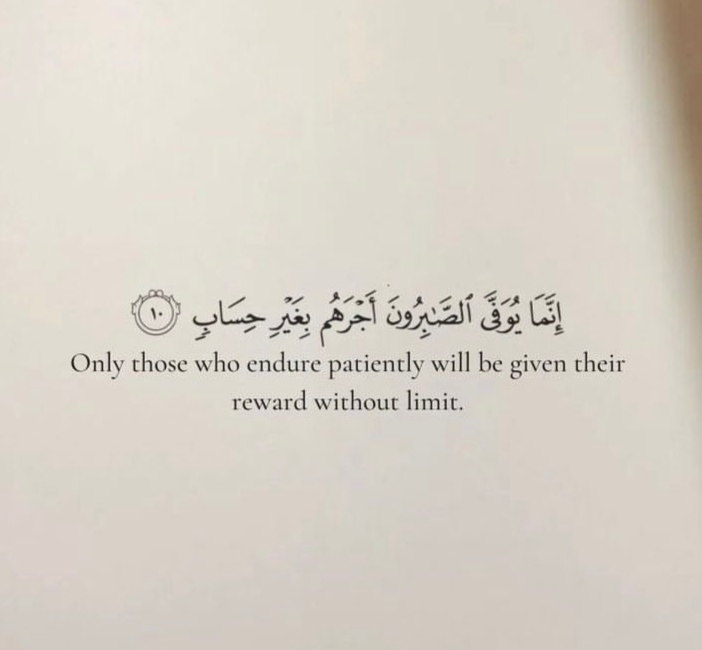 إِنَّمَا يُوَفَّى ٱلصَّـٰبِرُونَ أَجْرَهُم بِغَيْرِ حِسَابٍ ١٠
Only those who endure patiently will be given their
reward without limit.